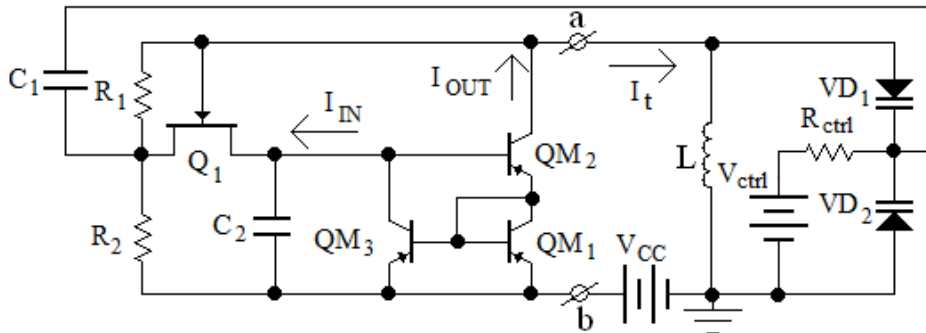 a
C1
R1
IIN
IOUT
It
VD1
Rctrl
Q1
QM2
L
Vctrl
R2
C2
QM3
QM1
VCC
VD2
b